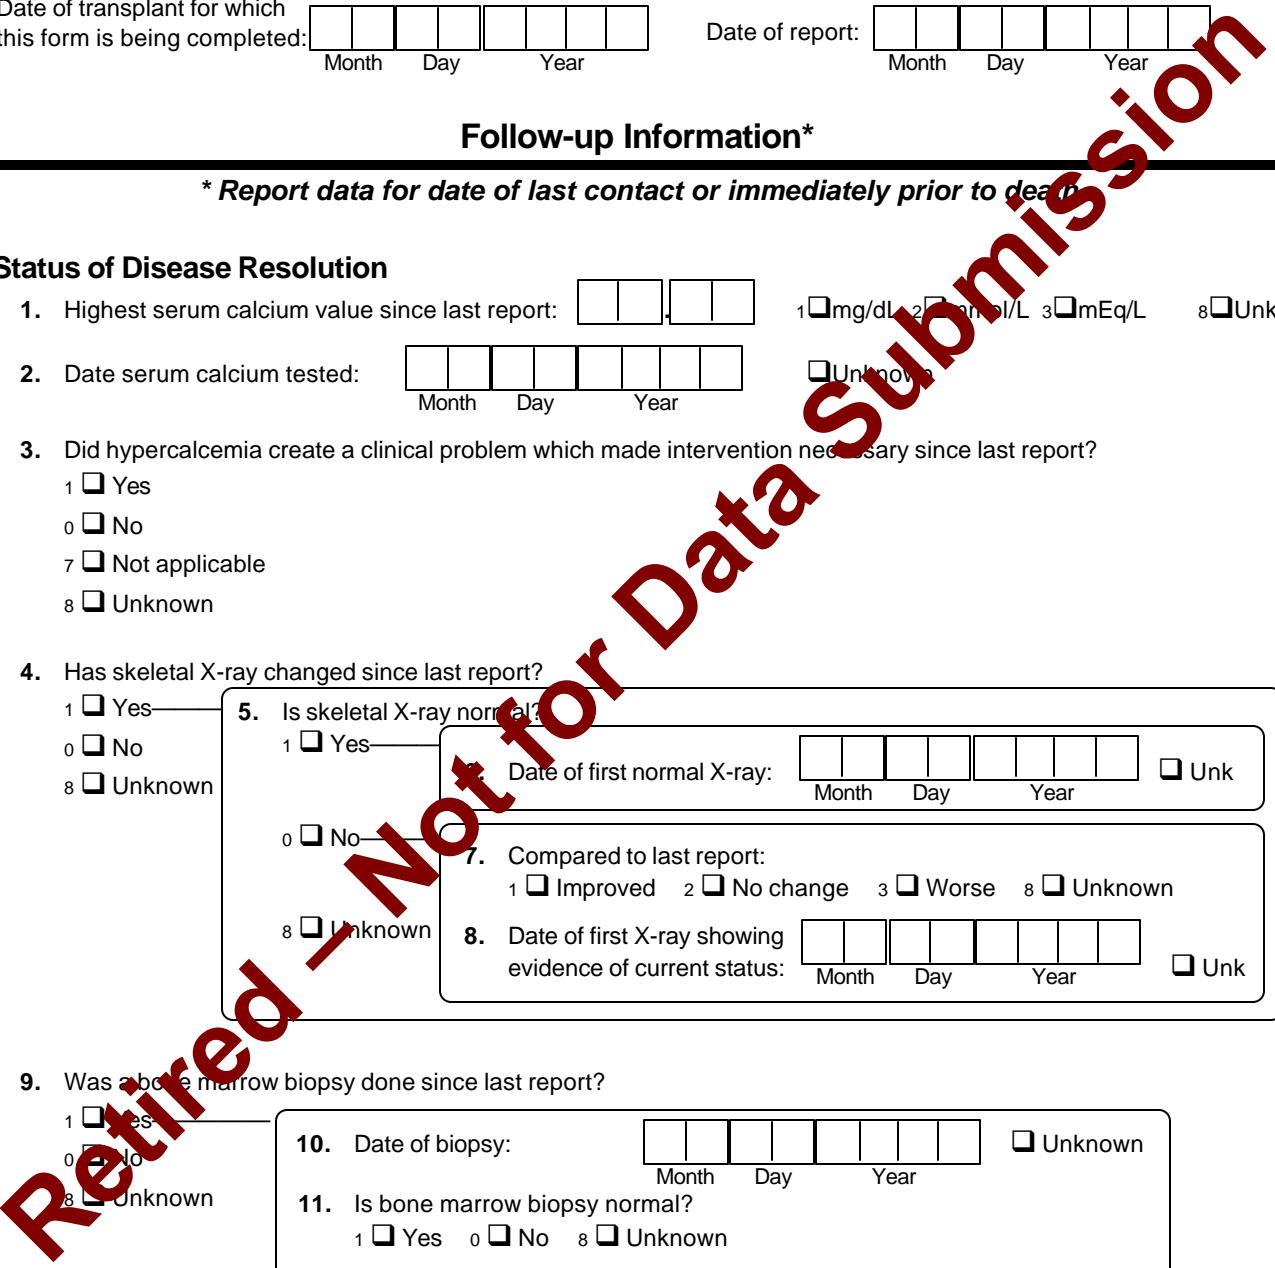 Date of transplant for which
this form is being completed:
Month Day Year
Date of report:
Month Day Year
Follow-up Information*
* Report data for date of last contact or immediately prior to death
Status of Disease Resolution
1. Highest serum calcium value since last report: . 1 mg/dL 2 mmol/L 3 mEq/L 8 Unk
2. Date serum calcium tested: Unknown
Month Day Year
3. Did hypercalcemia create a clinical problem which made intervention necessary since last report?
1 Yes
0 No
7 Not applicable
8 Unknown
4. Has skeletal X-ray changed since last report?
1 Yes
0 No
8 Unknown
5. Is skeletal X-ray normal?
1 Yes
6. Date of first normal X-ray: Unk
Month Day Year
0 No
7. Compared to last report:
1 Improved 2 No change 3 Worse 8 Unknown
8. Date of first X-ray showing
evidence of current status: Unk
Month Day Year
8 Unknown
9. Was a bone marrow biopsy done since last report?
1 Yes
0 No
8 Unknown
10. Date of biopsy: Unknown
Month Day Year
11. Is bone marrow biopsy normal?
1 Yes 0 No 8 Unknown
Retired – Not for Data Submission